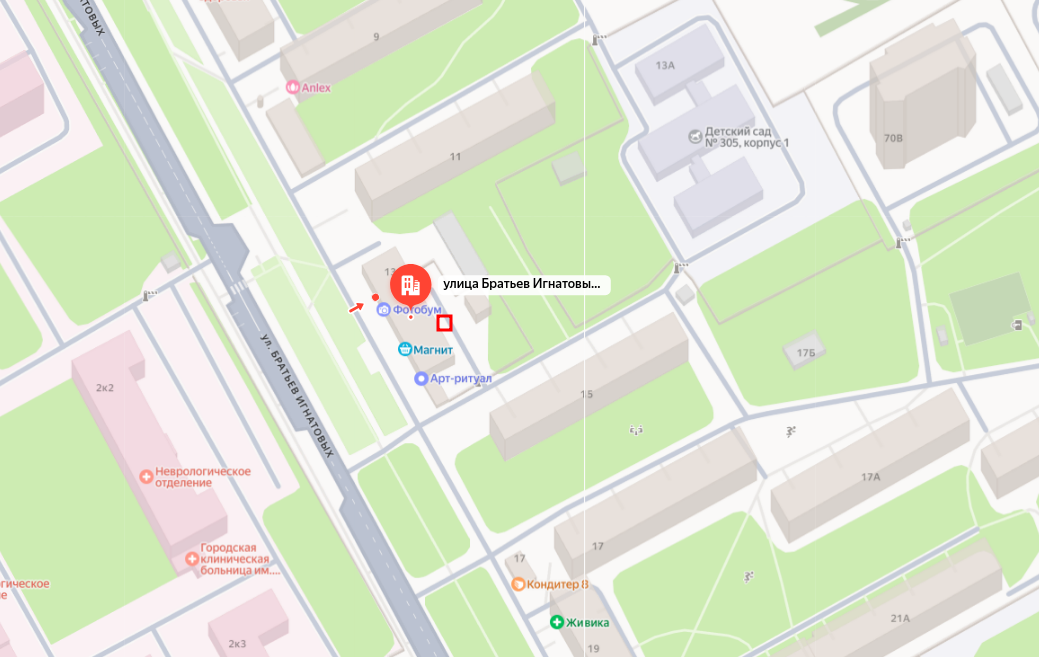 9
Anlex
13А
Детский сад
№ 305, корпус 1
70В
11
улица Братьев Игнатовы...
Фотобум
Магнит
Арт-ритуал
ул. БРАТЬЕВ ИГНАТОВЫХ
17Б
15
2к2
Неврологическое
отделение
17А
Городская
клиническая
больница им....
17
17
Кондитер В
Живика
21А
2к3
19